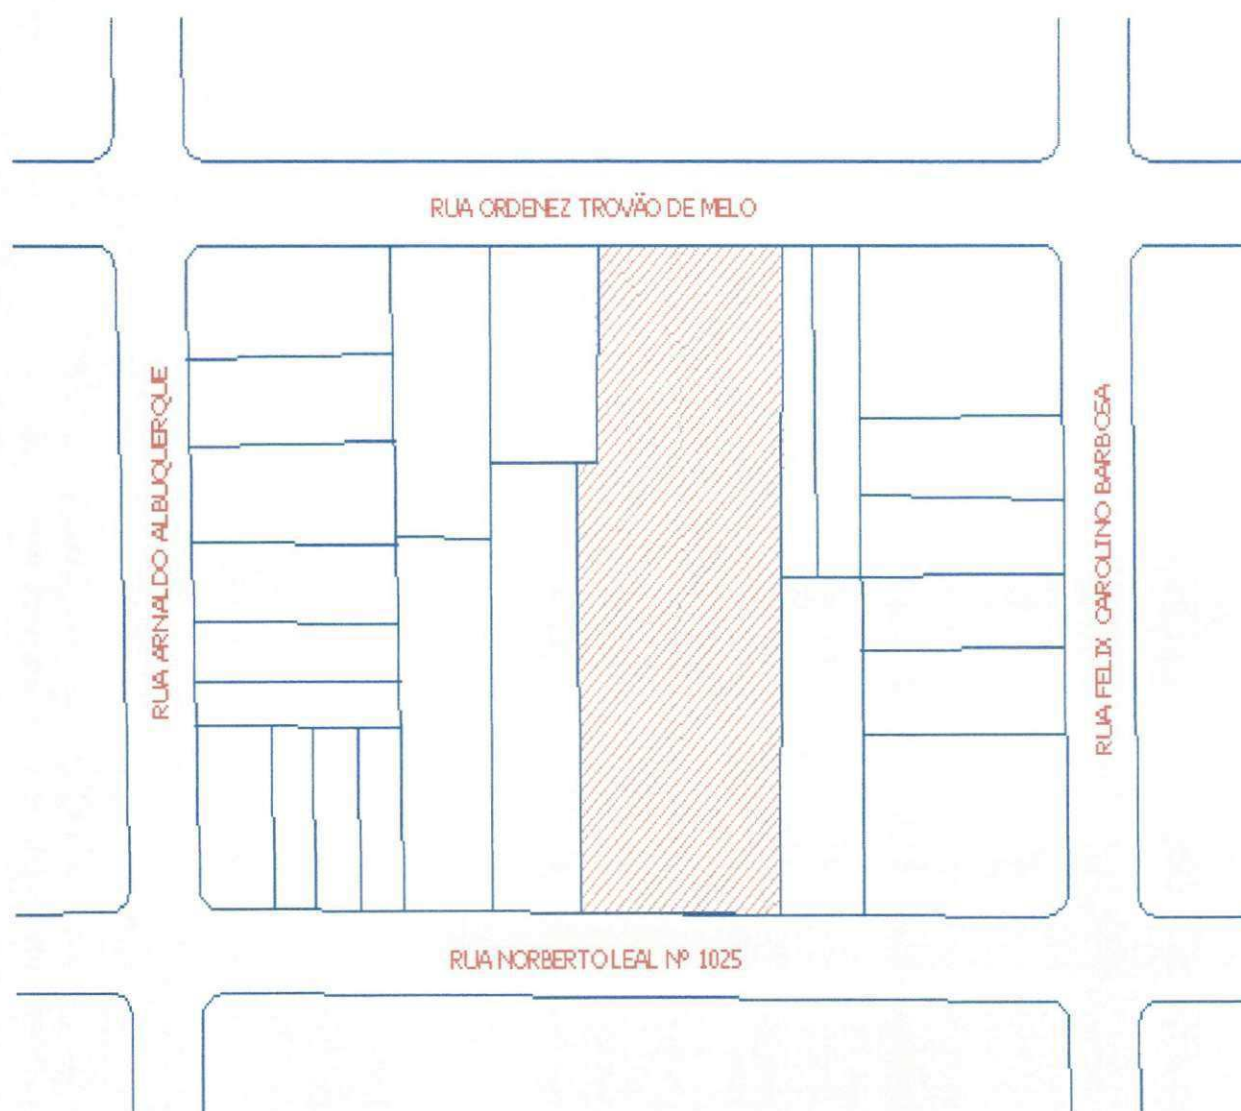 RUA ORDENEZ TROVÃO DE MELO
RUA ARNALDO ALBUQUERQUE
RUA FELIX CAROLINO BARBOSA
RUA NORBERTO LEAL Nº 1025